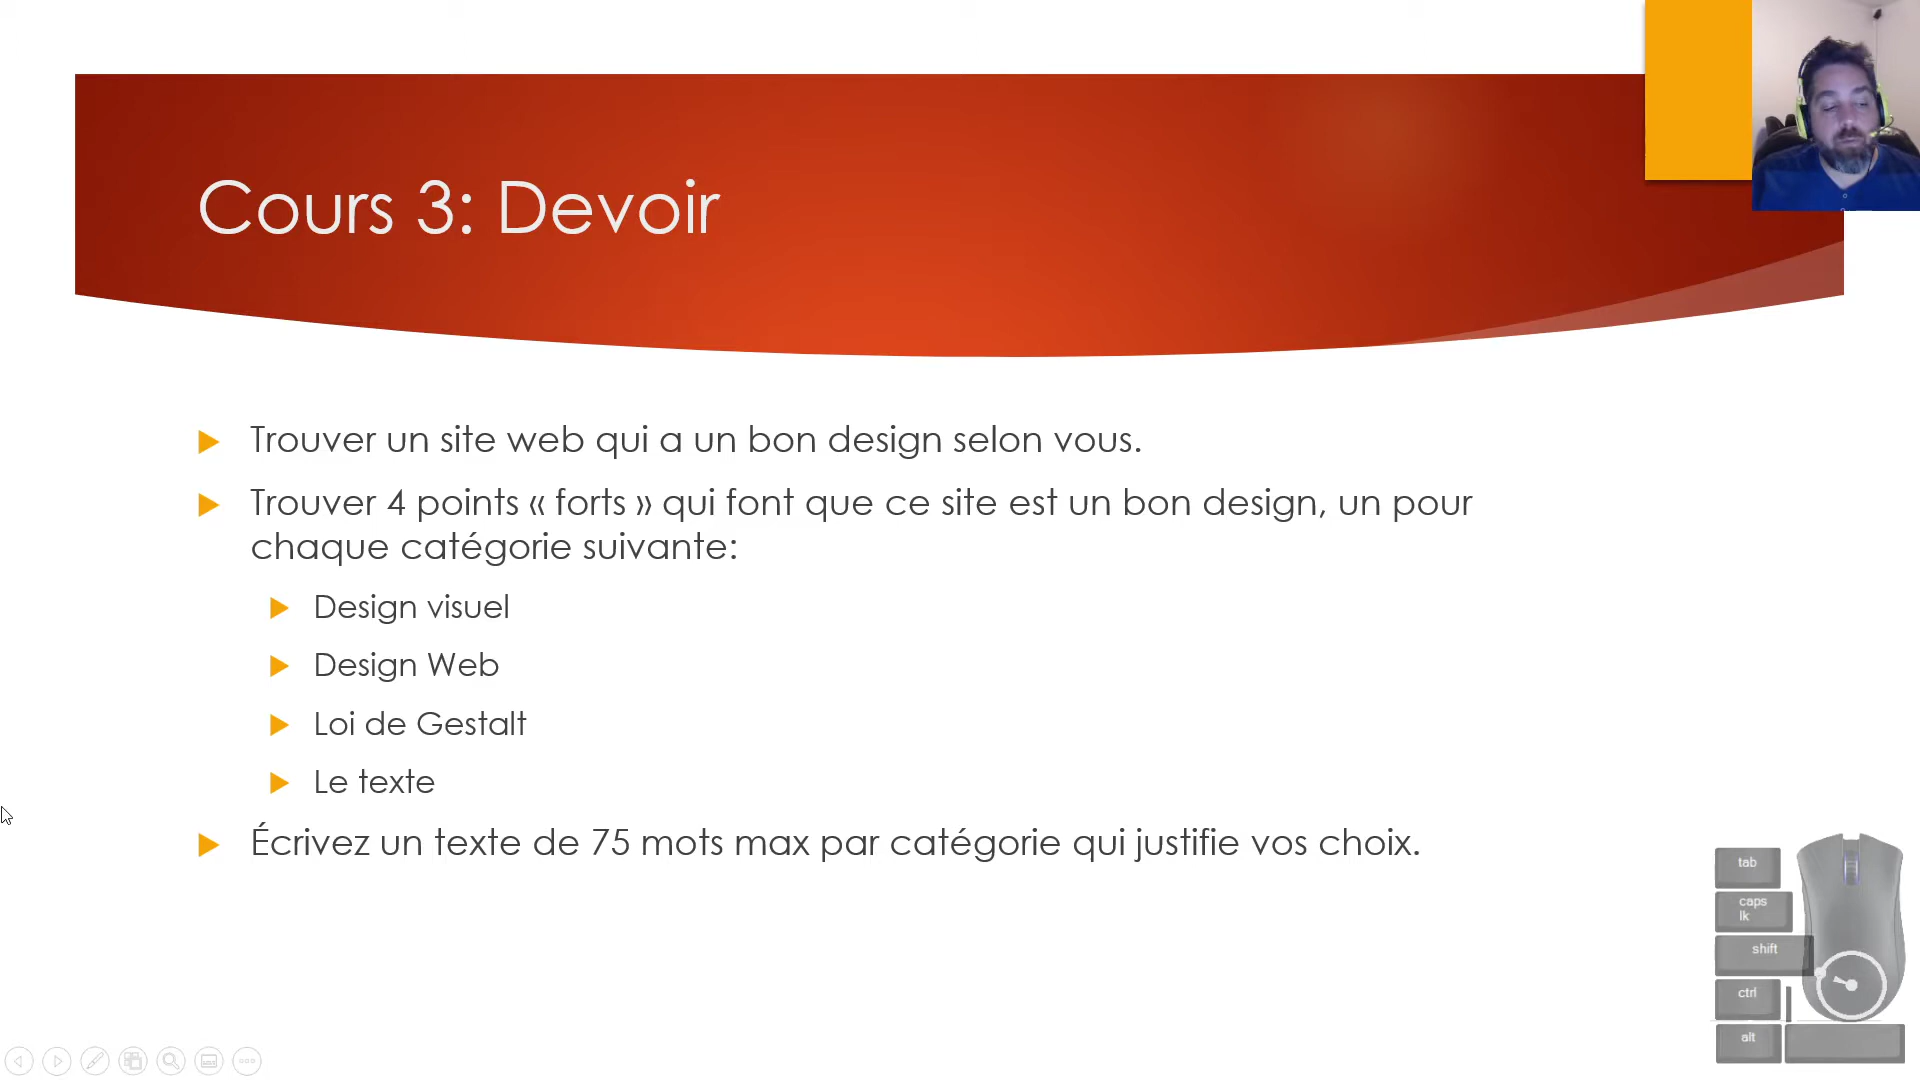 Cours 3: Devoir
Trouver un site web qui a un bon design selon vous.
Trouver 4 points « forts » qui font que ce site est un bon design, un pour
chaque catégorie suivante:
Design visuel
Design Web
Loi de Gestalt
Le texte
Écrivez un texte de 75 mots max par catégorie qui justifie vos choix.
tab
caps
lk
shift
ctrl
alt